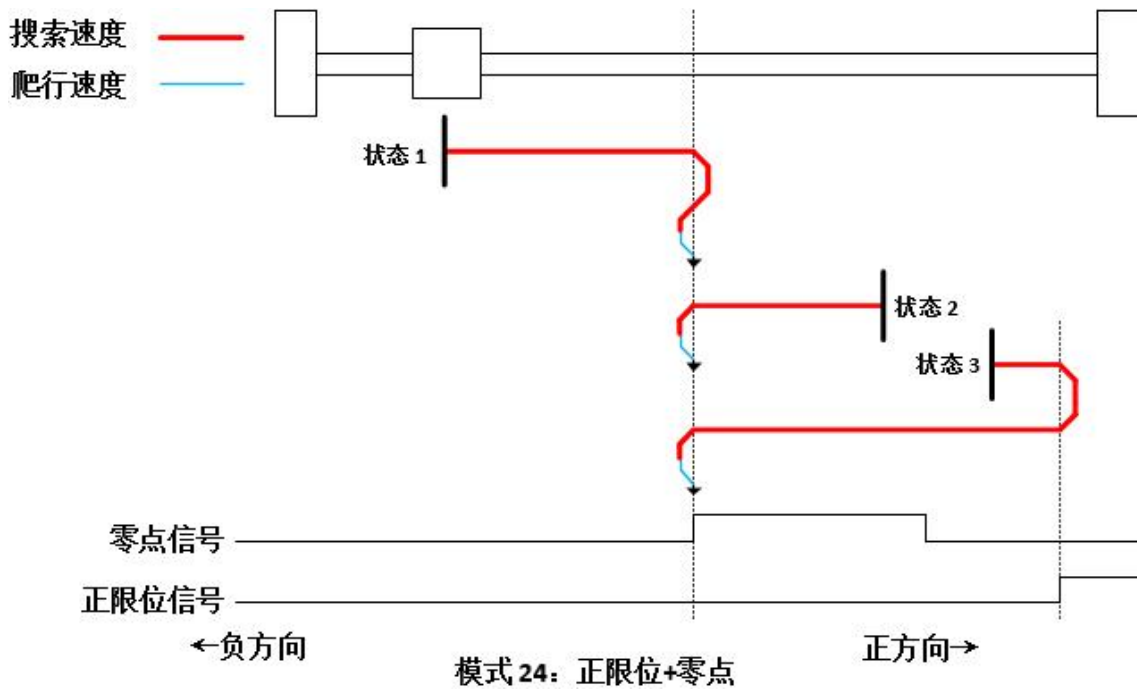 搜索速度
爬行速度
状态 1
状态 2
状态 3
零点信号
正限位信号
←负方向
正方向→
模式 24：正限位+零点